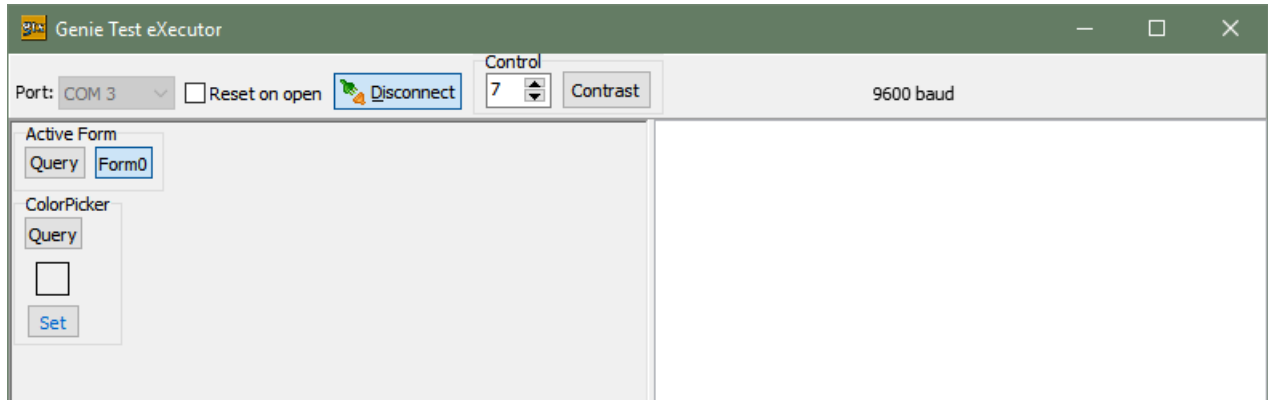 gtx Genie Test eXecutor
Control
Port: COM 3 Reset on open Disconnect 7 Contrast 9600 baud
Active Form
Query Form0
ColorPicker
Query
Set